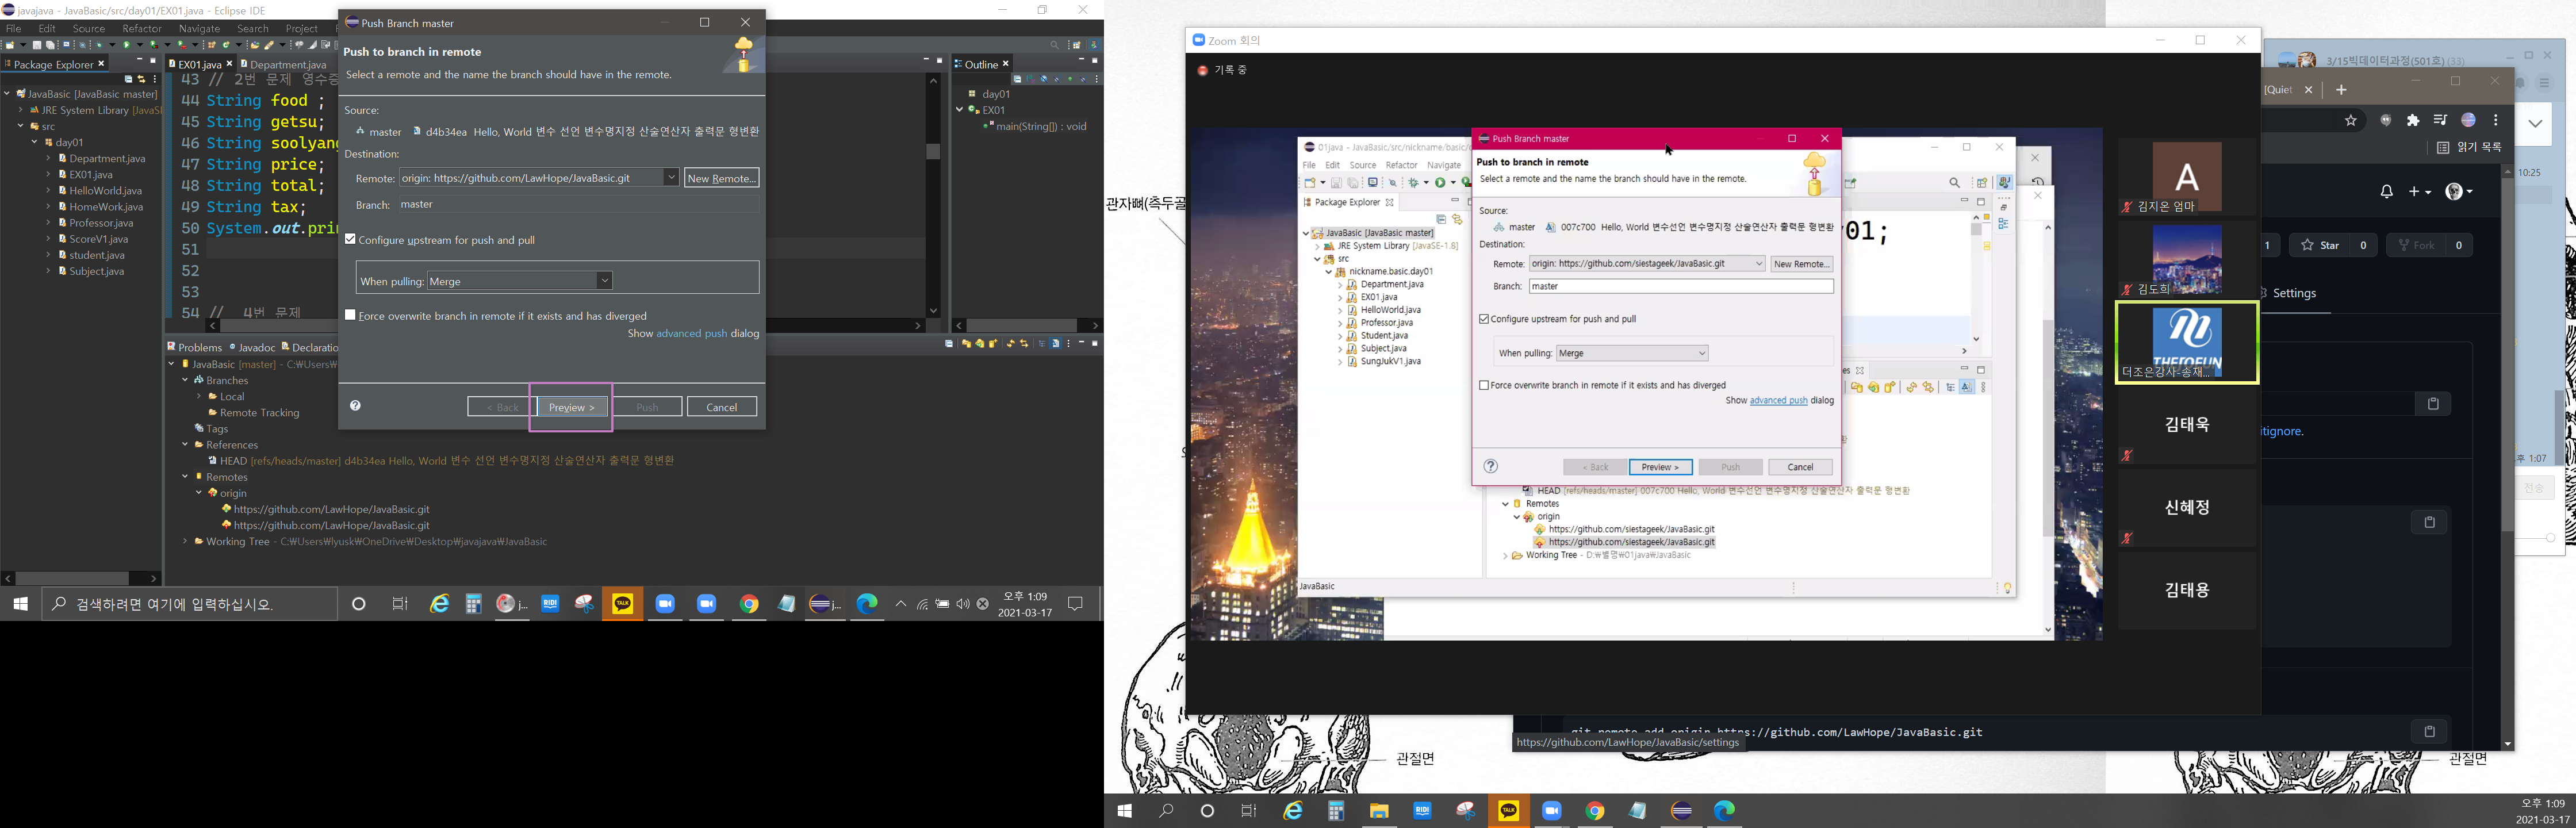 javajava - JavaBasic/src/day01/EX01.java - Eclipse IDE
File Edit Source Refactor Navigate Search Project
Package Explorer
JavaBasic [JavaBasic master]
JRE System Library [JavaSE
src
day01
Department.java
EX01.java
HelloWorld.java
HomeWork.java
Professor.java
ScoreV1.java
student.java
Subject.java
EX01.java
Department.java
43 // 2번 문제 영수증
44 String food ;
45 String getsu;
46 String soolyang
47 String price;
48 String total;
49 String tax;
50 System.out.prin
51
52
53
54 // 4번 문제
Push Branch master
Push to branch in remote
Select a remote and the name the branch should have in the remote.
Source:
master d4b34ea Hello, World 변수 선언 변수명지정 산술연산자 출력문 형변환
Destination:
Remote: origin: https://github.com/LawHope/JavaBasic.git New Remote...
Branch: master
Configure upstream for push and pull
When pulling: Merge
Force overwrite branch in remote if it exists and has diverged
Show advanced push dialog
< Back Preview > Push Cancel
Outline
day01
EX01
main(String[]) : void
Problems Javadoc Declaratio
JavaBasic [master] - C:₩Users₩
Branches
Local
Remote Tracking
Tags
References
HEAD [refs/heads/master] d4b34ea Hello, World 변수 선언 변수명지정 산술연산자 출력문 형변환
Remotes
origin
https://github.com/LawHope/JavaBasic.git
https://github.com/LawHope/JavaBasic.git
Working Tree - C:₩Users₩lyusk₩OneDrive₩Desktop₩javajava₩JavaBasic
검색하려면 여기에 입력하십시오.
j...
RIDI
TALK
j...
오후 1:09
2021-03-17
관자뼈(측두골
Zoom 회의
기록 중
01java - JavaBasic/src/nickname/basic/
File Edit Source Refactor Navigate
Package Explorer
JavaBasic [JavaBasic master]
JRE System Library [JavaSE-1.8]
src
nickname.basic.day01
Department.java
EX01.java
HelloWorld.java
Professor.java
Student.java
Subject.java
SungJukV1.java
01;
Push Branch master
Push to branch in remote
Select a remote and the name the branch should have in the remote.
Source:
master 007c700 Hello, World 변수선언 변수명지정 산술연산자 출력문 형변환
Destination:
Remote: origin: https://github.com/siestageek/JavaBasic.git New Remote...
Branch: master
Configure upstream for push and pull
When pulling: Merge
Force overwrite branch in remote if it exists and has diverged
Show advanced push dialog
< Back Preview > Push Cancel
es
HEAD [refs/heads/master] 007c700 Hello, World 변수선언 변수명지정 산술연산자 출력문 형변환
Remotes
origin
https://github.com/siestageek/JavaBasic.git
https://github.com/siestageek/JavaBasic.git
Working Tree - D:₩별명₩01java₩JavaBasic
JavaBasic
A
김지온 엄마
김도희
THEJOEUN
더조은강사-송재...
김태욱
신혜정
김태용
3/15빅데이터과정(501호) (33)
[Quiet
읽기 목록
10:25
1 Star 0 Fork 0
Settings
itignore.
후 1:07
전송
git remote add origin https://github.com/LawHope/JavaBasic.git
https://github.com/LawHope/JavaBasic/settings
관절면
관절면
RIDI
TALK
오후 1:09
2021-03-17